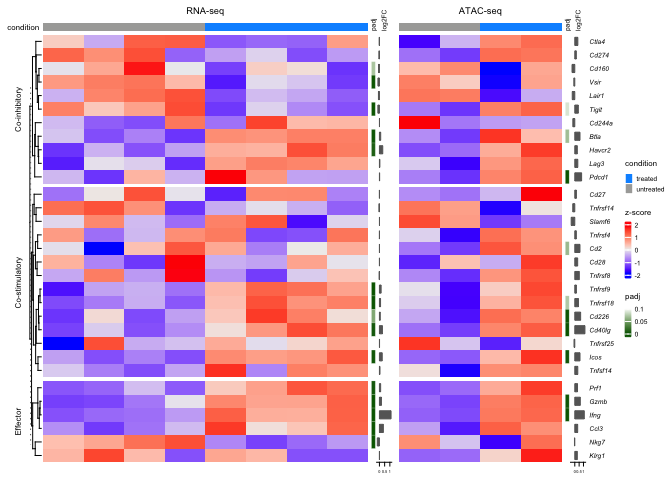 RNA-seq
ATAC-seq
condition
padj
log2FC
padj
log2FC
Co-inhibitory
Ctla4
Cd274
Cd160
Vsir
Lair1
Tigit
Cd244a
Btla
Havcr2
Lag3
Pdcd1
Co-stimulatory
Cd27
Tnfrsf14
Slamf6
Tnfrsf4
Cd2
Cd28
Tnfrsf8
Tnfrsf9
Tnfrsf18
Cd226
Cd40lg
Tnfrsf25
Icos
Tnfsf14
Effector
Prf1
Gzmb
Ifng
Ccl3
Nkg7
Klrg1
condition
treated
untreated
z-score
2
1
0
-1
-2
padj
0.1
0.05
0